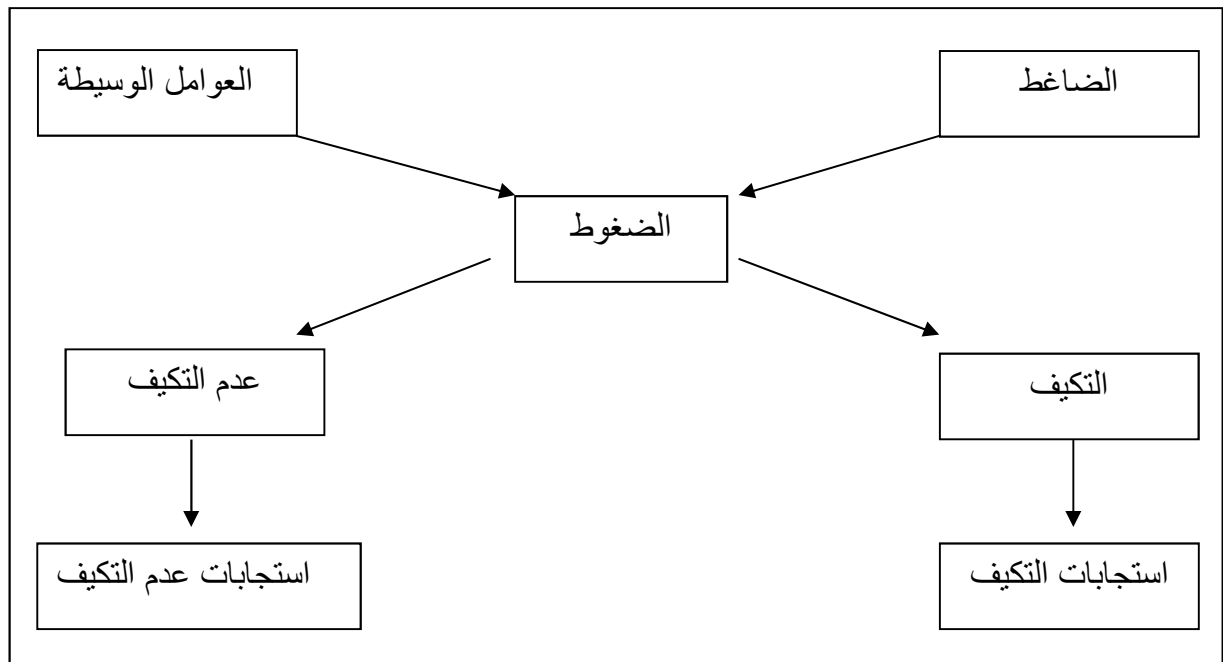 الضاغط
العوامل الوسيطة
الضغوط
التكيف
عدم التكيف
استجابات التكيف
استجابات عدم التكيف